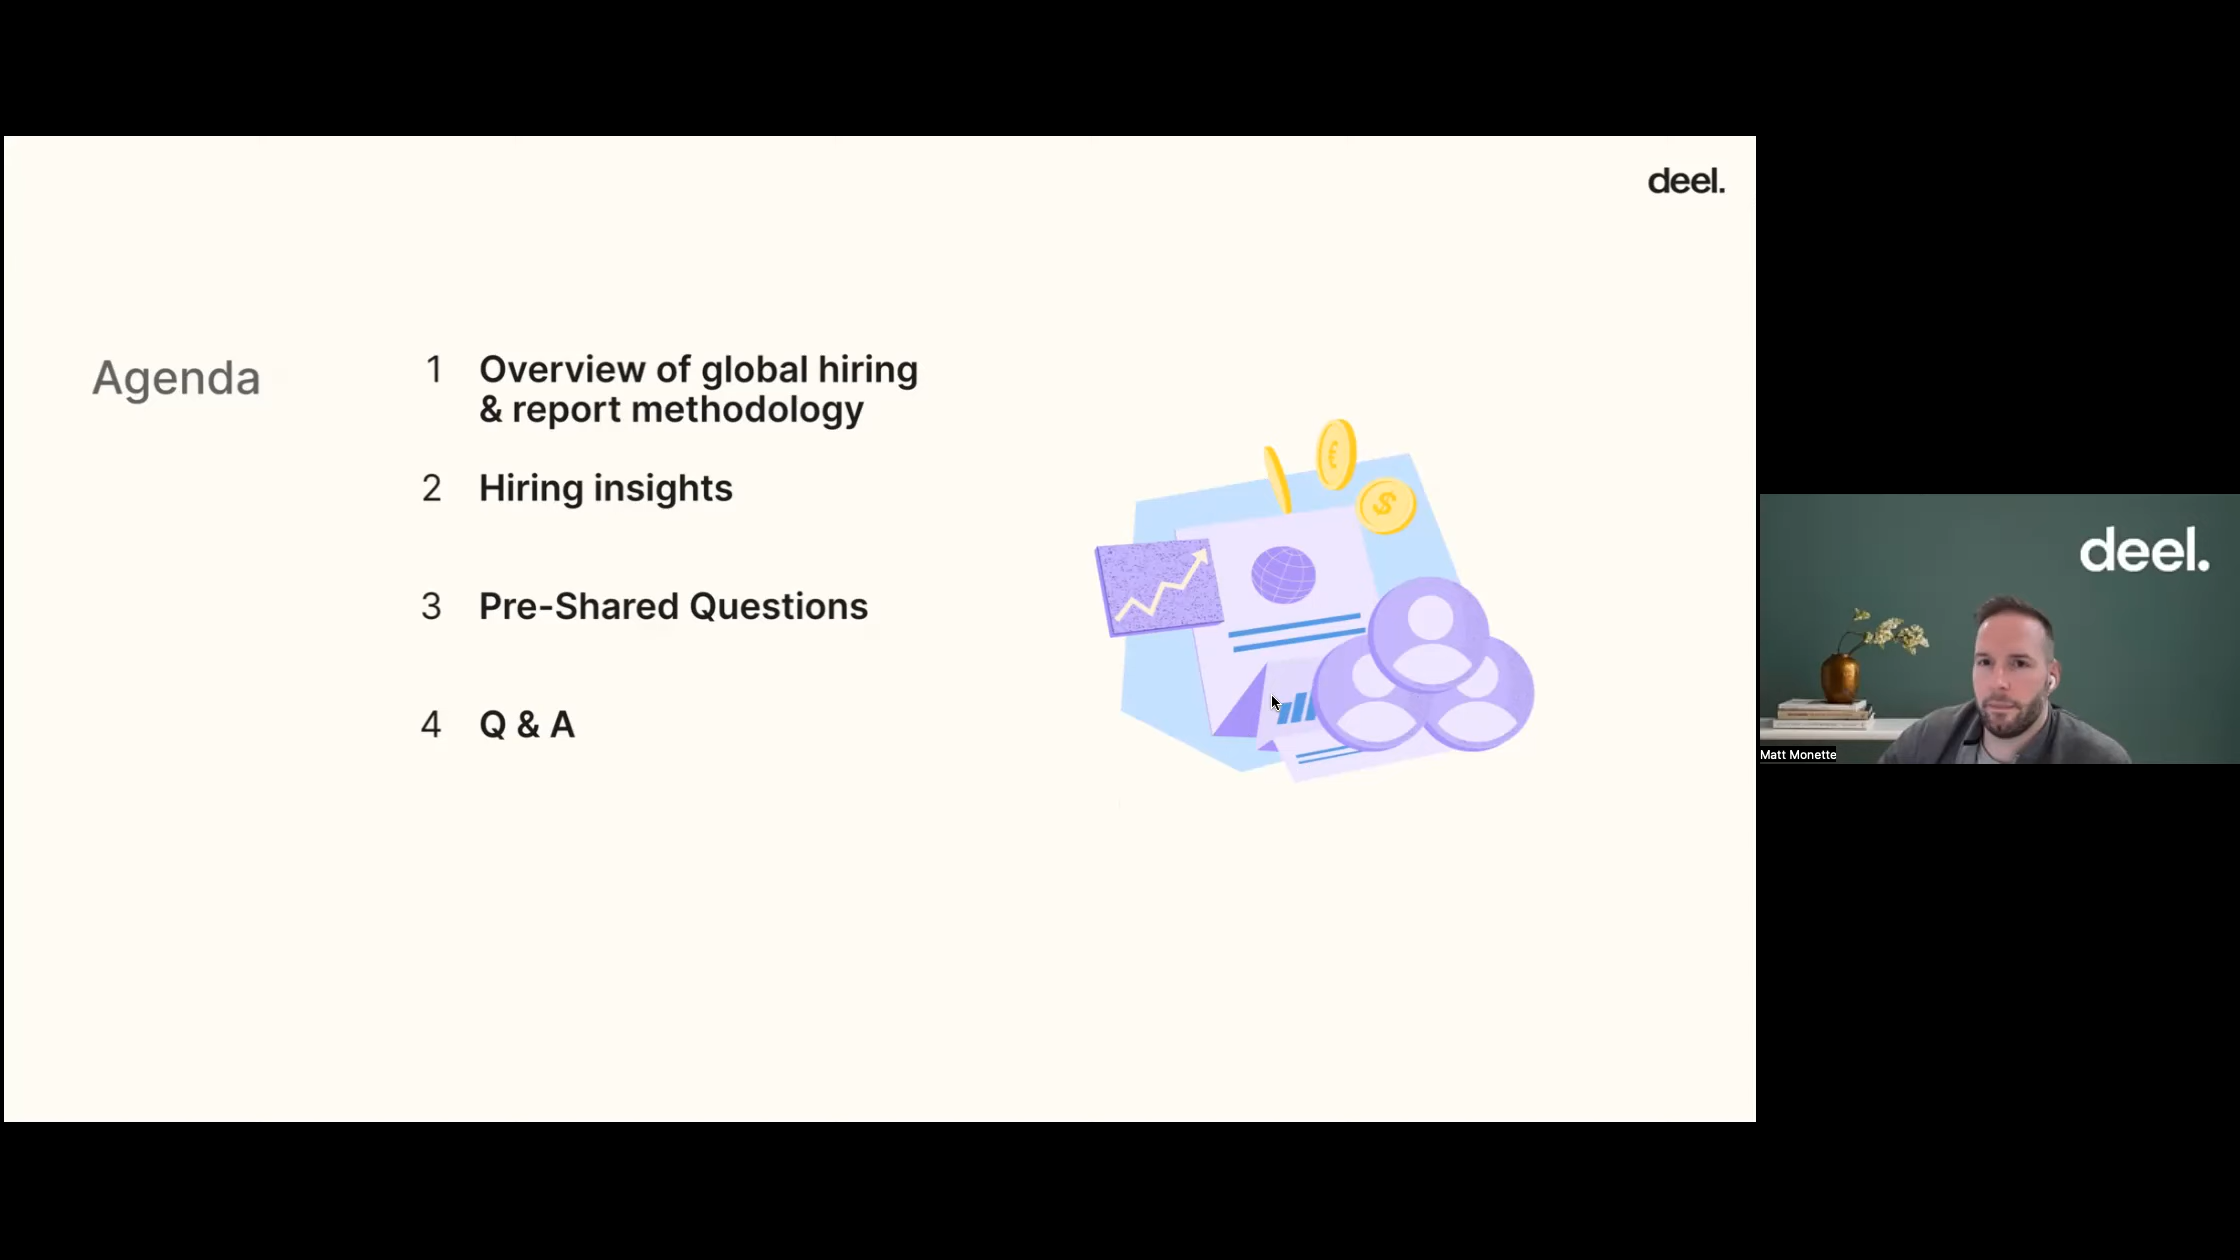 deel.
Agenda
1 Overview of global hiring
& report methodology
2 Hiring insights
3 Pre-Shared Questions
4 Q & A
€
$
deel.
Matt Monette